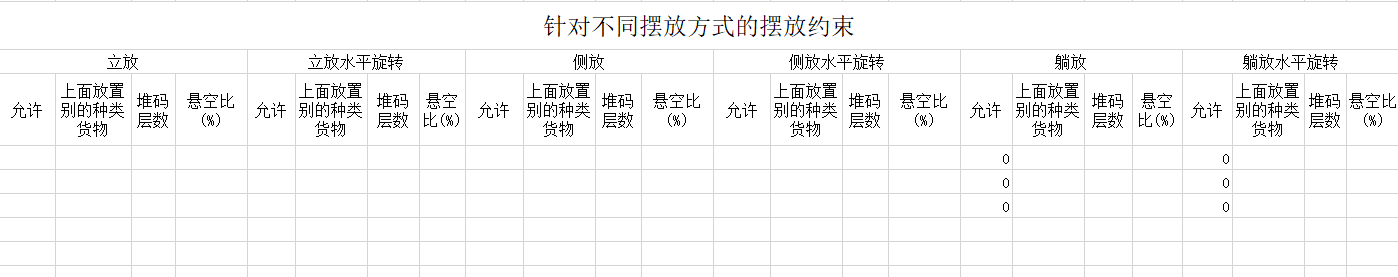 针对不同摆放方式的摆放约束
立放 立放水平旋转 侧放 侧放水平旋转 躺放 躺放水平旋转
允许 上面放置别的种类货物 堆码层数 悬空比(%) 允许 上面放置别的种类货物 堆码层数 悬空比(%) 允许 上面放置别的种类货物 堆码层数 悬空比(%) 允许 上面放置别的种类货物 堆码层数 悬空比(%) 允许 上面放置别的种类货物 堆码层数 悬空比(%) 允许 上面放置别的种类货物 堆码层数 悬空比(%)
0 0
0 0
0 0